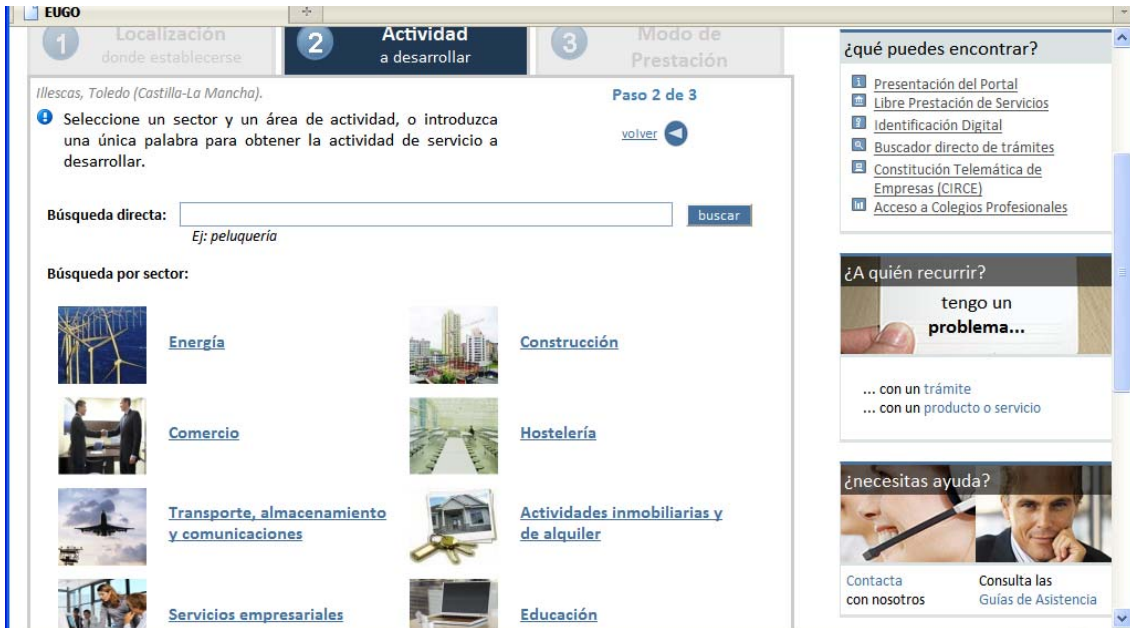 EUGO
1
Localización
donde establecerse
2
Actividad
a desarrollar
3
Modo de
Prestación
Illescas, Toledo (Castilla-La Mancha).
Paso 2 de 3
Seleccione un sector y un área de actividad, o introduzca
una única palabra para obtener la actividad de servicio a
desarrollar.
volver
Búsqueda directa:
buscar
Ej: peluquería
Búsqueda por sector:
Energía
Construcción
Comercio
Hostelería
Transporte, almacenamiento
y comunicaciones
Actividades inmobiliarias y
de alquiler
Servicios empresariales
Educación
¿qué puedes encontrar?
Presentación del Portal
Libre Prestación de Servicios
Identificación Digital
Buscador directo de trámites
Constitución Telemática de
Empresas (CIRCE)
Acceso a Colegios Profesionales
¿A quién recurrir?
tengo un
problema...
... con un trámite
... con un producto o servicio
¿necesitas ayuda?
Contacta
con nosotros
Consulta las
Guías de Asistencia